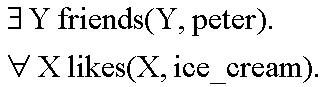 ∃ Y friends(Y, peter).
∀ X likes(X, ice_cream).